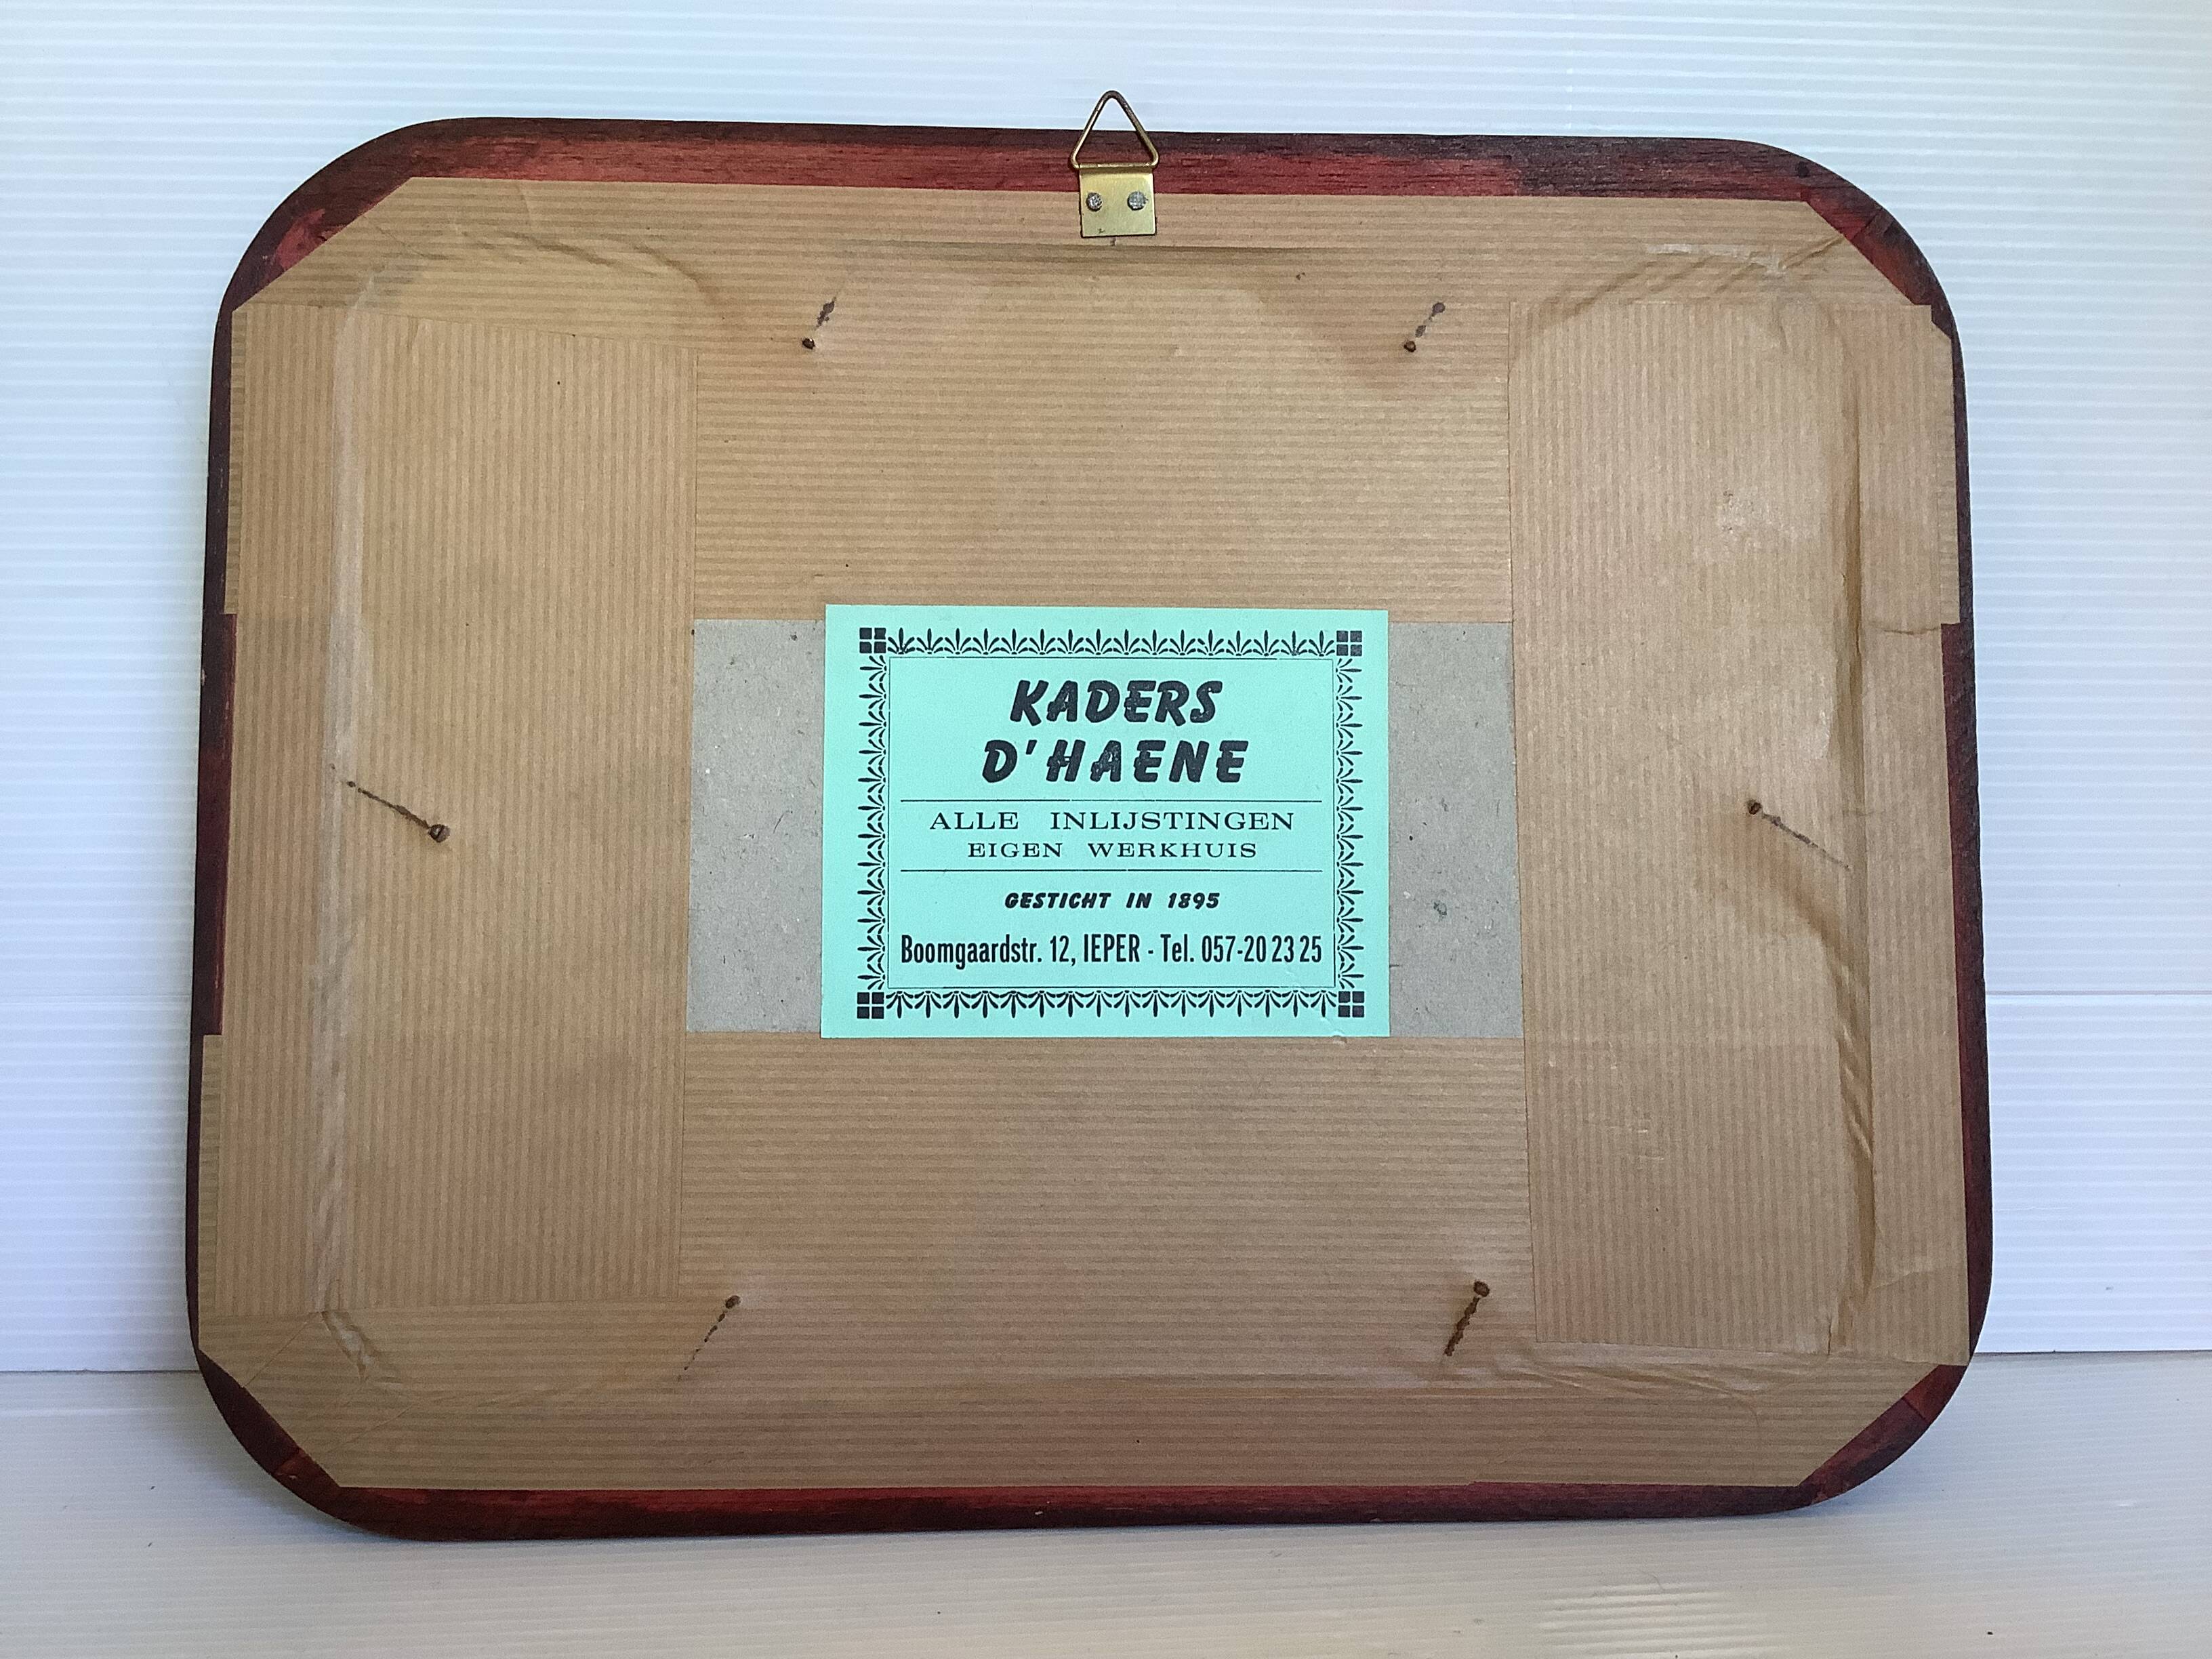 KADERS
D'HAENE
ALLE INLIJSTINGEN
EIGEN WERKHUIS
GESTICHT IN 1895
Boomgaardstr. 12, IEPER - Tel. 057-20 23 25